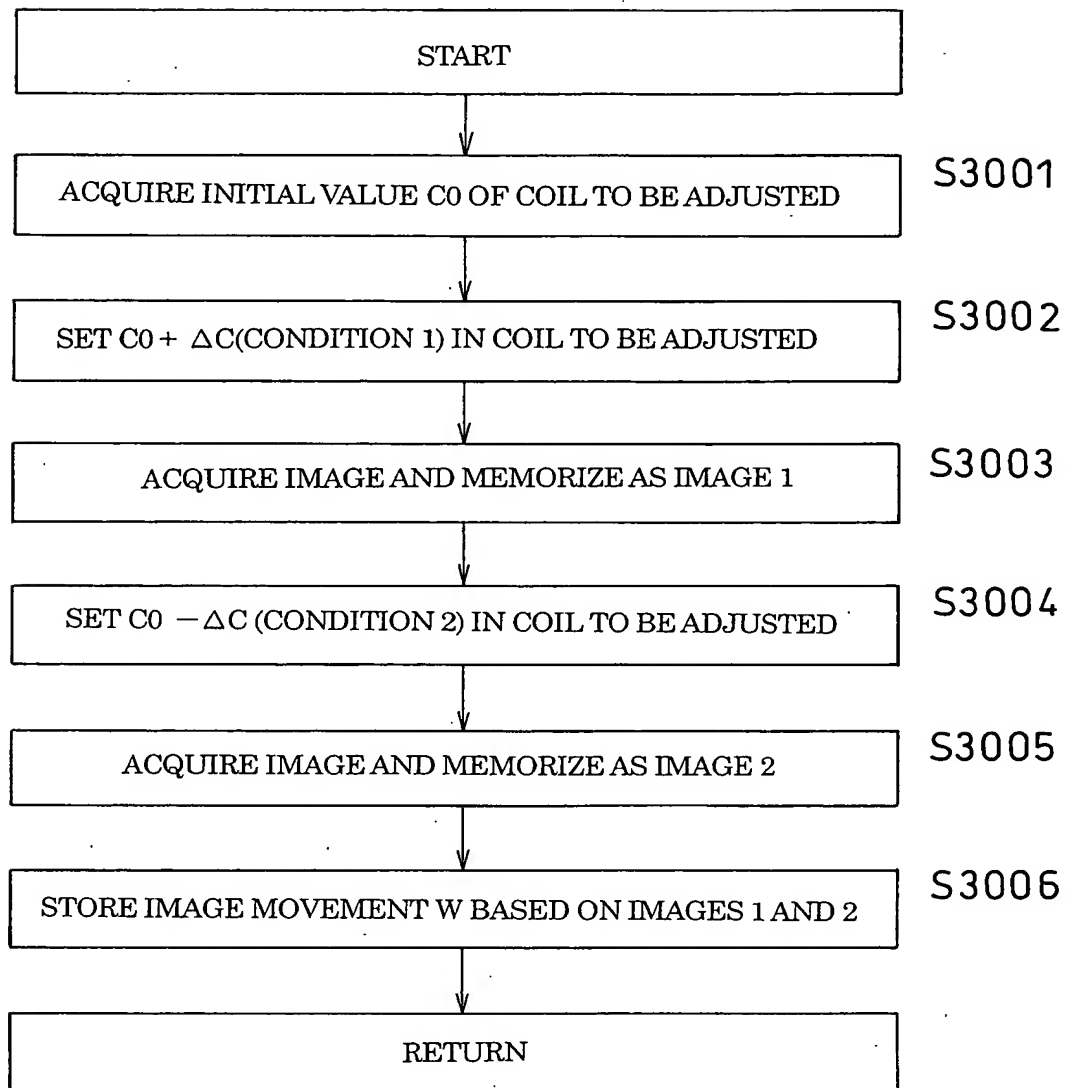 START
ACQUIRE INITIAL VALUE C0 OF COIL TO BE ADJUSTED
S3001
SET C0 + ΔC(CONDITION 1) IN COIL TO BE ADJUSTED
S3002
ACQUIRE IMAGE AND MEMORIZE AS IMAGE 1
S3003
SET C0 －ΔC (CONDITION 2) IN COIL TO BE ADJUSTED
S3004
ACQUIRE IMAGE AND MEMORIZE AS IMAGE 2
S3005
STORE IMAGE MOVEMENT W BASED ON IMAGES 1 AND 2
S3006
RETURN